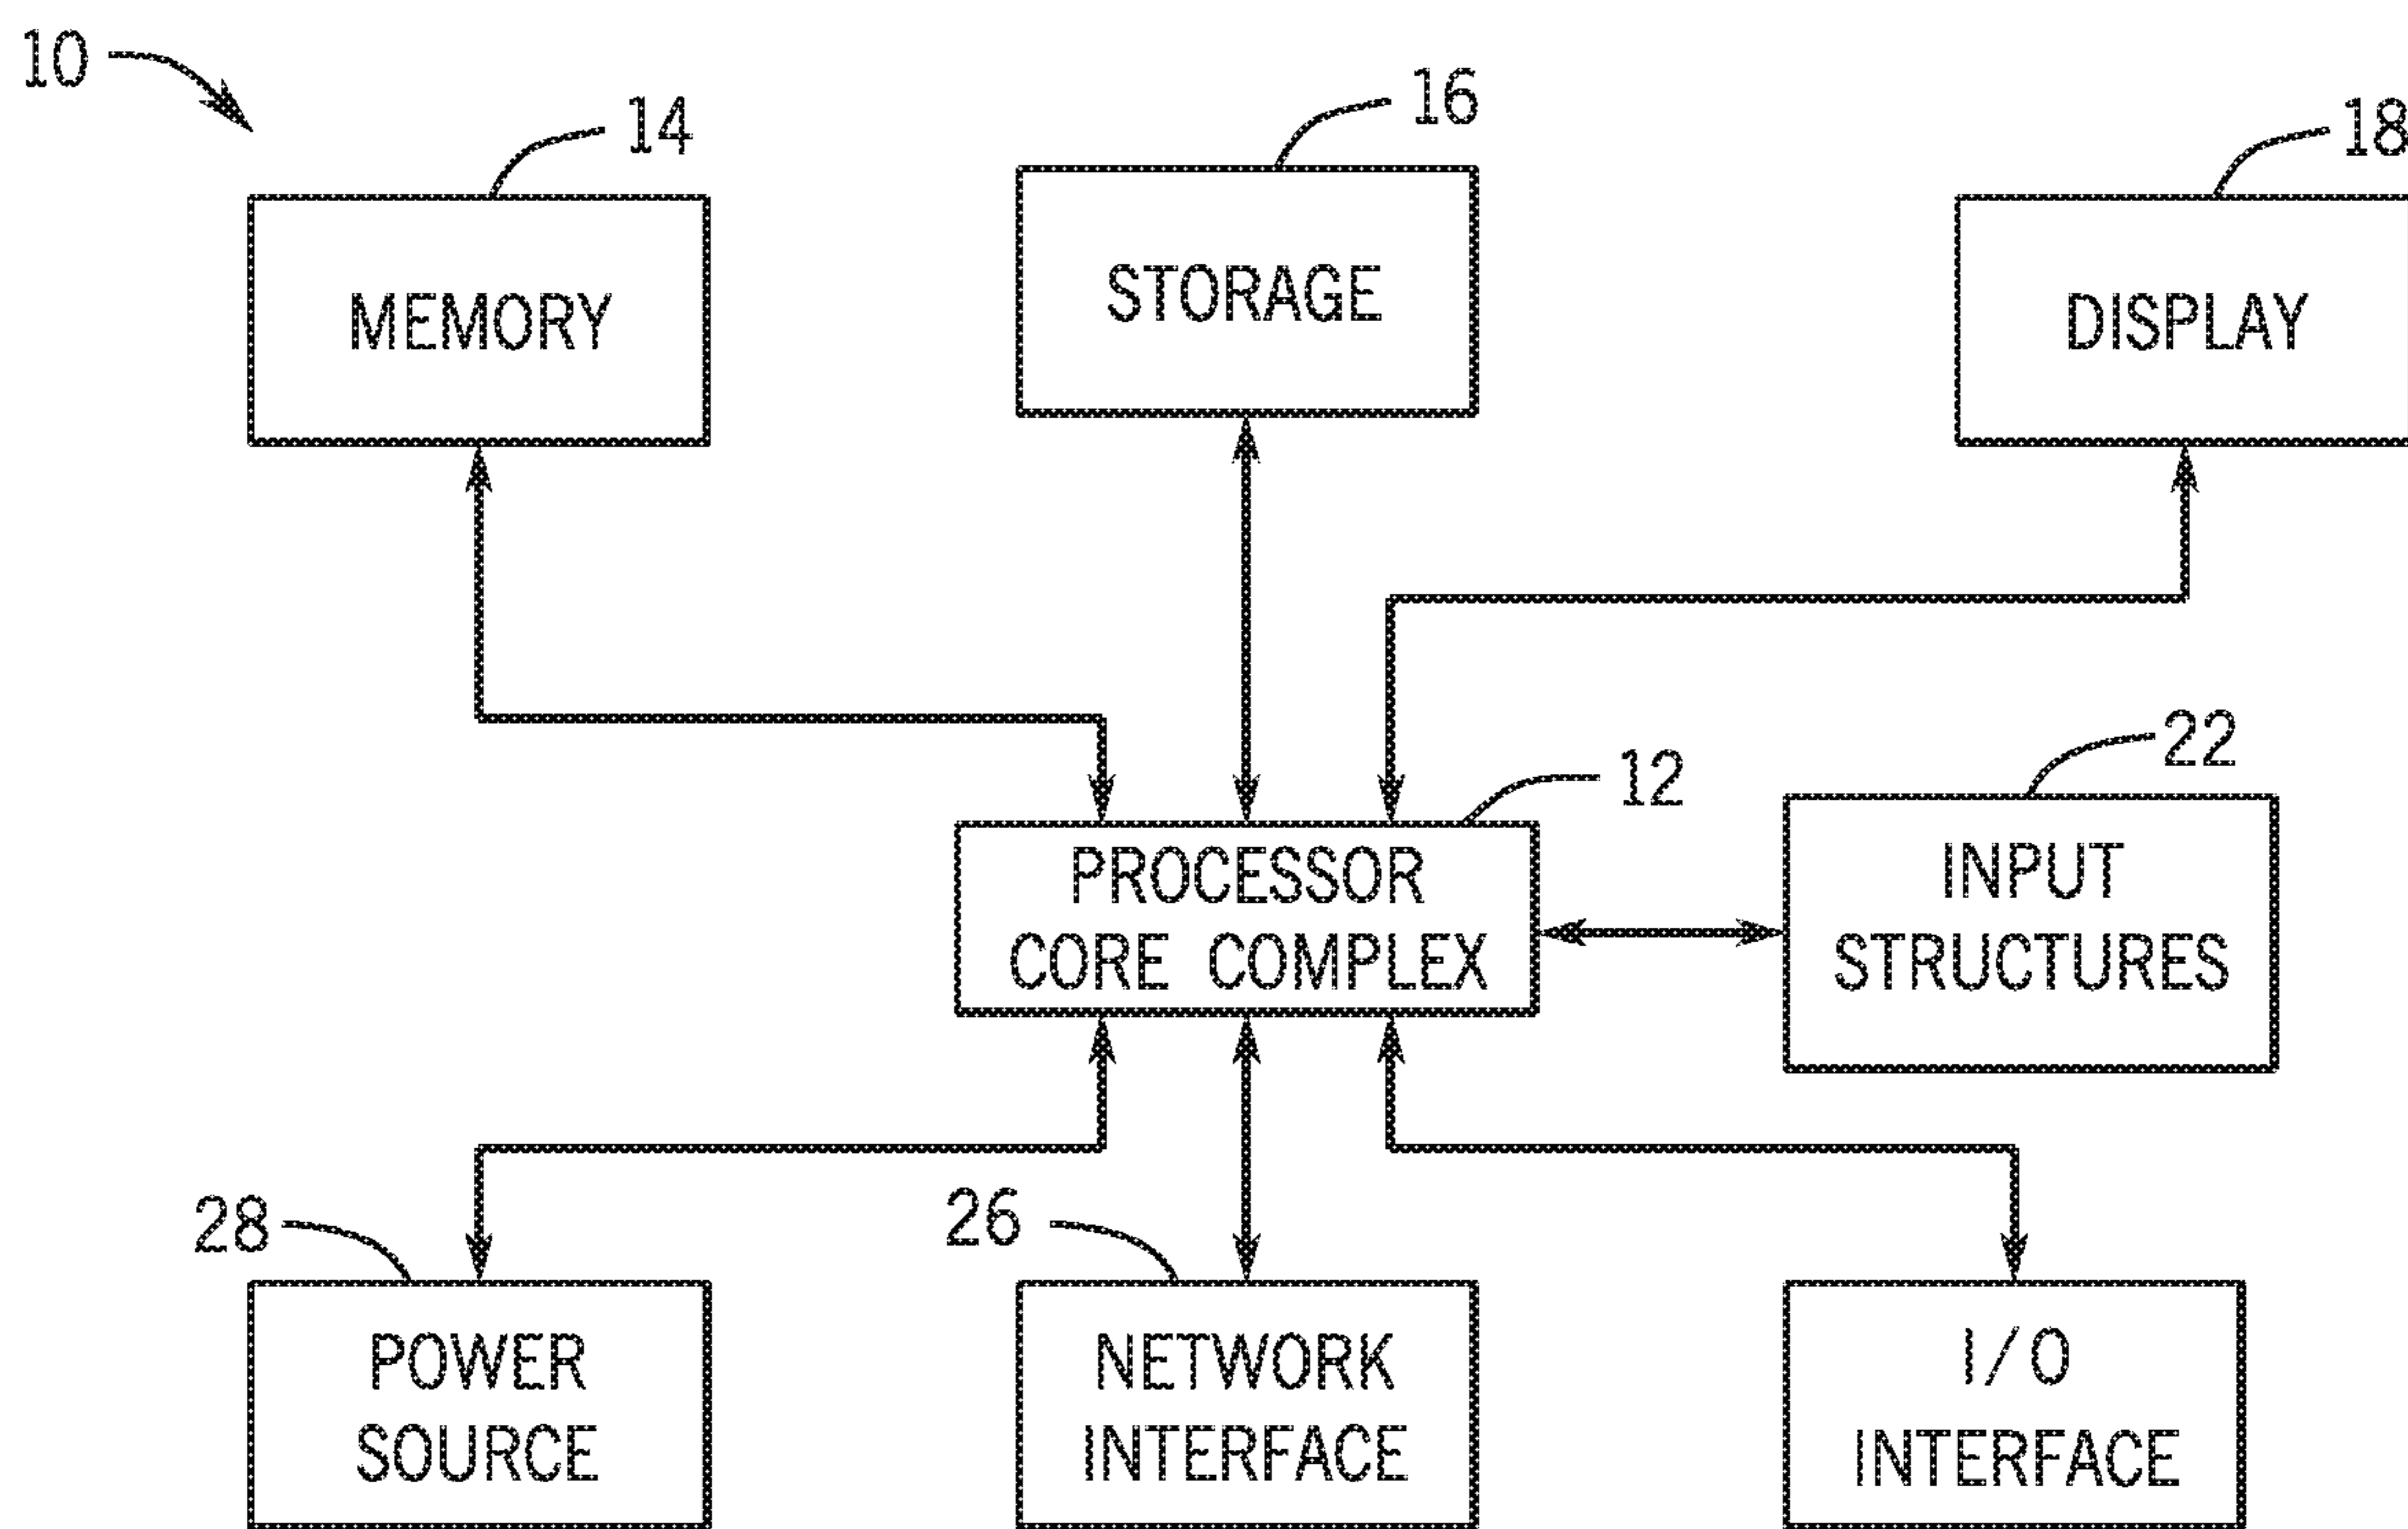 10
14
16
18
MEMORY
STORAGE
DISPLAY
12
22
PROCESSOR
CORE COMPLEX
INPUT
STRUCTURES
28
26
POWER
SOURCE
NETWORK
INTERFACE
I/O
INTERFACE